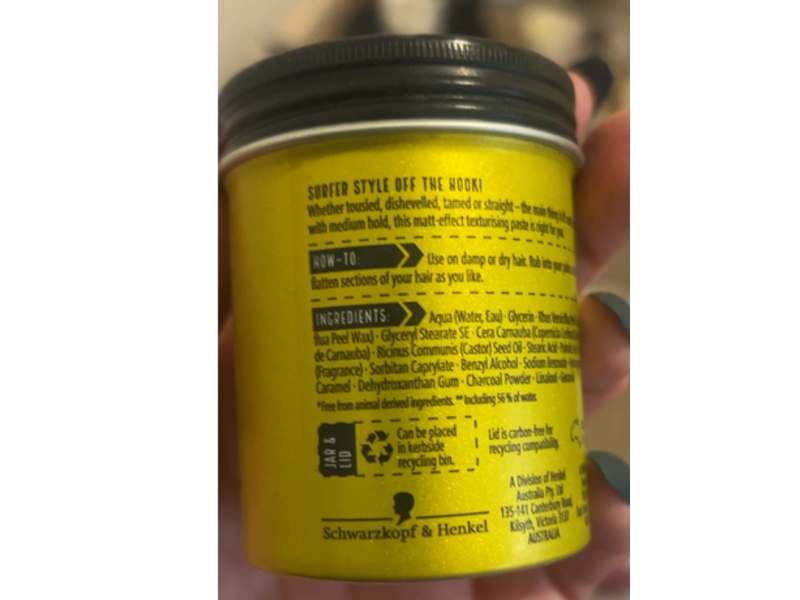 SURFER STYLE OFF THE HOOK!
Whether tousled, dishevelled, tamed or straight – the main thing is it's
with medium hold, this matt-effect texturising paste is right for you.
HOW-TO: Use on damp or dry hair. Rub into your
flatten sections of your hair as you like.
INGREDIENTS: Aqua (Water, Eau) · Glycerin · Rhus
flua Peel Wax) · Glyceryl Stearate SE · Cera Carnauba (Copernicia Cerifera
de Carnauba) · Ricinus Communis (Castor) Seed Oil · Stearic Acid ·
(Fragrance) · Sorbitan Caprylate · Benzyl Alcohol · Sodium Benzoate ·
Caramel · Dehydroxanthan Gum · Charcoal Powder · Linalool · Geraniol
*Free from animal derived ingredients. ** Including 56 % of water.
JAR &
LID
Can be placed
in kerbside
recycling bin.
Lid is carbon-free for
recycling compatibility.
A Division of Henkel
Australia Pty. Ltd
135-141 Canterbury Road,
Kilsyth, Victoria 3137
AUSTRALIA
Schwarzkopf & Henkel